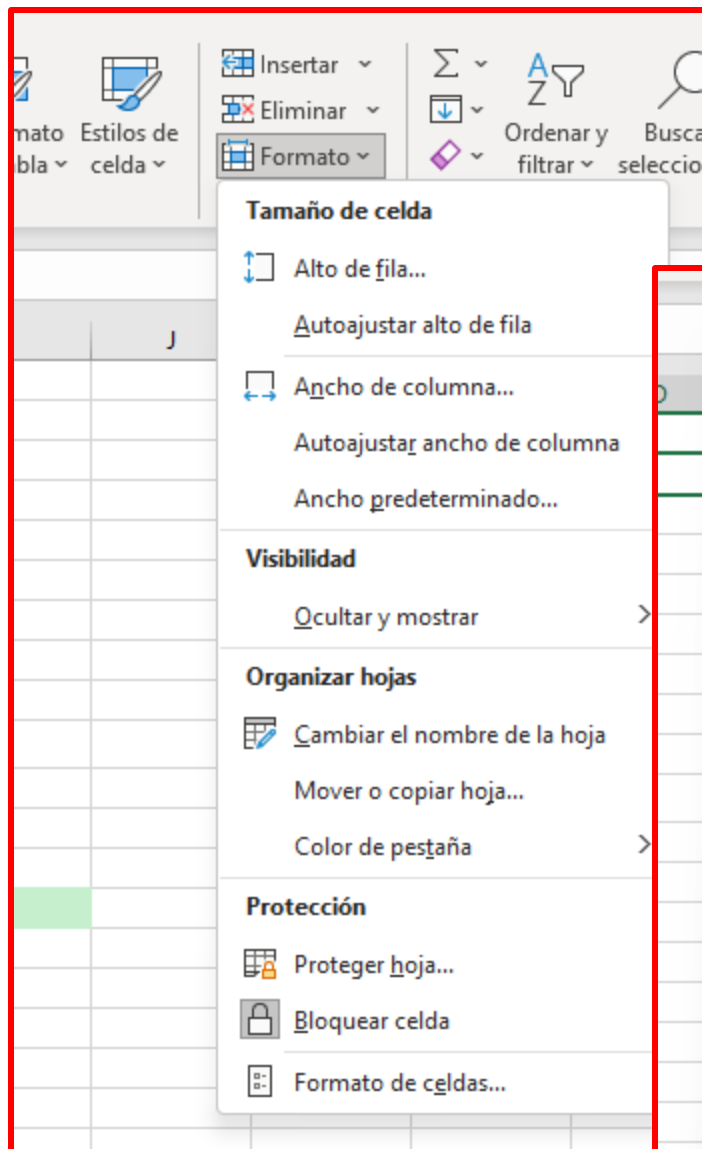 Insertar
Eliminar
Formato
Estilos de
celda
Ordenar y
filtrar
J
Tamaño de celda
Alto de fila...
Autoajustar alto de fila
Ancho de columna...
Autoajustar ancho de columna
Ancho predeterminado...
Visibilidad
Ocultar y mostrar
Organizar hojas
Cambiar el nombre de la hoja
Mover o copiar hoja...
Color de pestaña
Protección
Proteger hoja...
Bloquear celda
Formato de celdas...